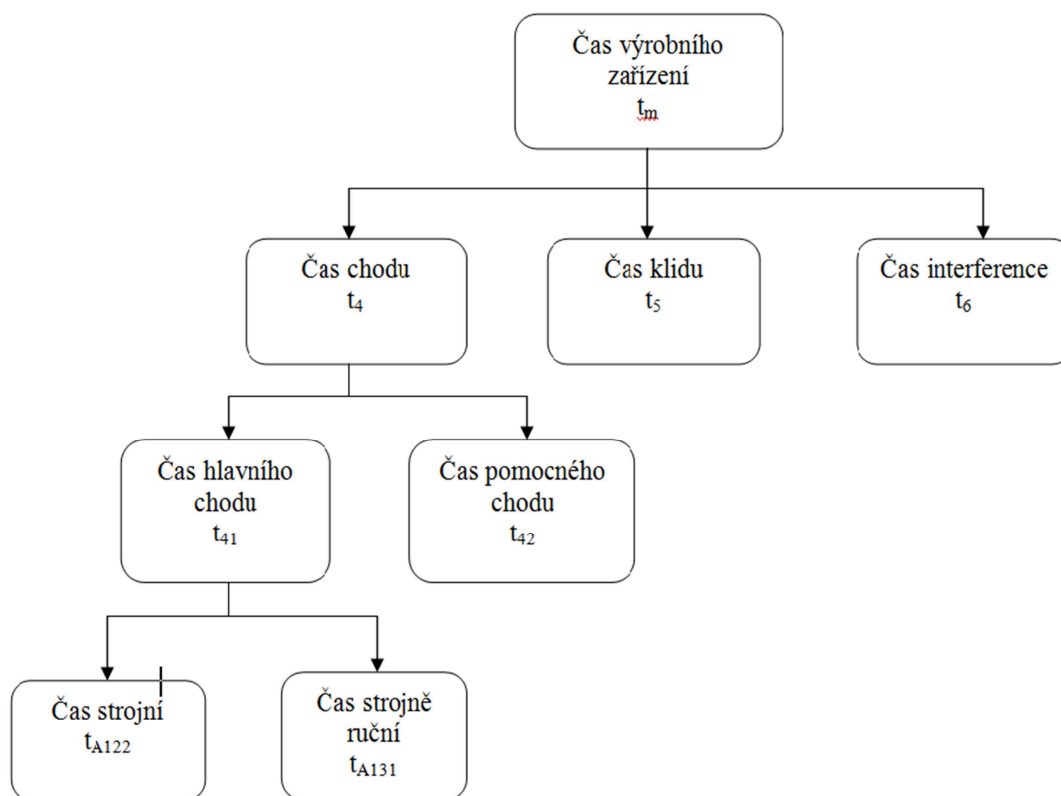 Čas výrobního
zařízení
tm
Čas chodu
t4
Čas klidu
t5
Čas interference
t6
Čas hlavního
chodu
t41
Čas pomocného
chodu
t42
Čas strojní
tA122
Čas strojně
ruční
tA131